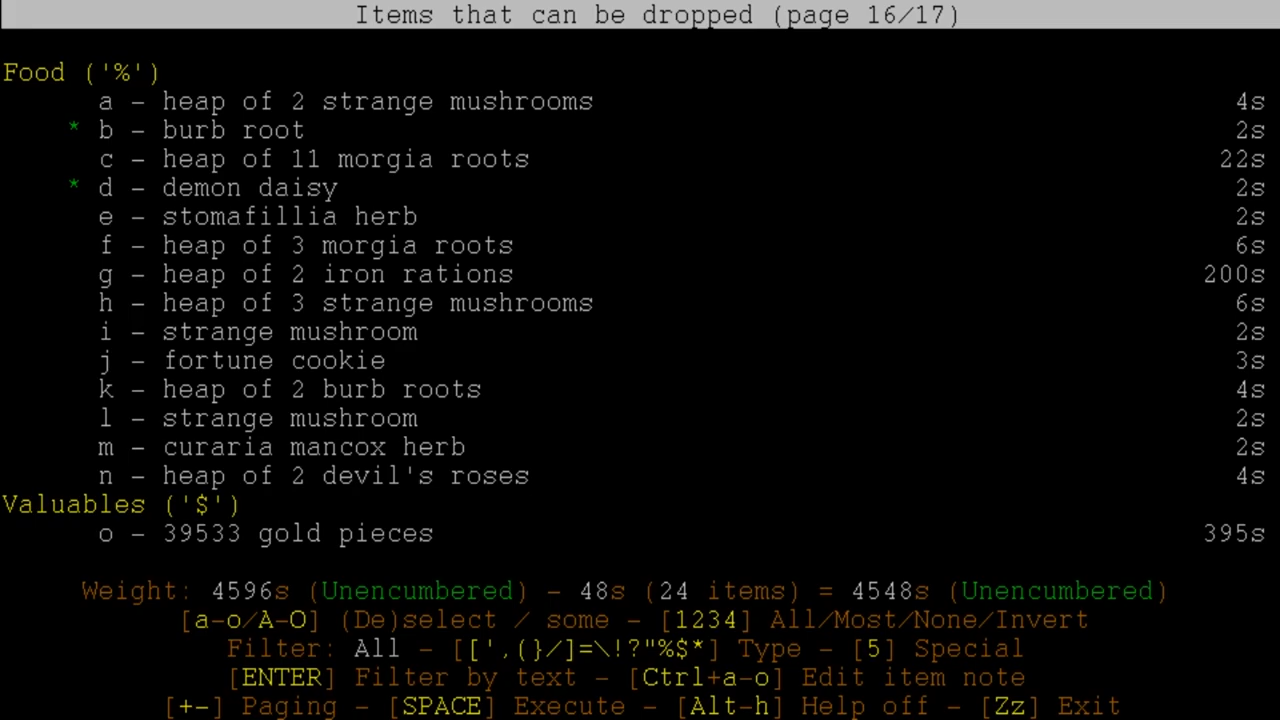 Items that can be dropped (page 16/17)
Food ('%')
a - heap of 2 strange mushrooms 4s
* b - burb root 2s
c - heap of 11 morgia roots 22s
* d - demon daisy 2s
e - stomafillia herb 2s
f - heap of 3 morgia roots 6s
g - heap of 2 iron rations 200s
h - heap of 3 strange mushrooms 6s
i - strange mushroom 2s
j - fortune cookie 3s
k - heap of 2 burb roots 4s
l - strange mushroom 2s
m - curaria mancox herb 2s
n - heap of 2 devil's roses 4s
Valuables ('$')
o - 39533 gold pieces 395s
Weight: 4596s (Unencumbered) - 48s (24 items) = 4548s (Unencumbered)
[a-o/A-O] (De)select / some - [1234] All/Most/None/Invert
Filter: All - [[',(}/]=\!?"%$*] Type - [5] Special
[ENTER] Filter by text - [Ctrl+a-o] Edit item note
[+-] Paging - [SPACE] Execute - [Alt-h] Help off - [Zz] Exit